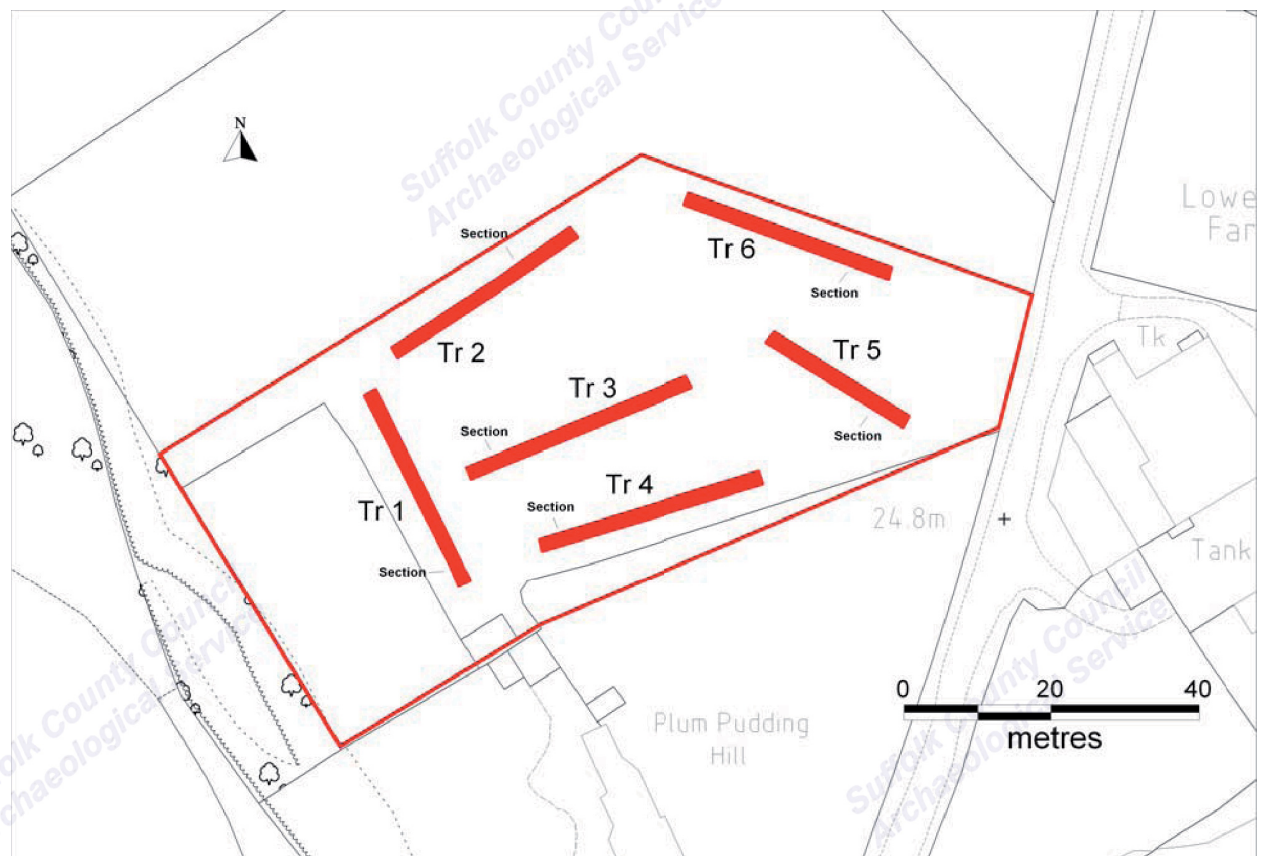 Suffolk County Council
Archaeological Service
N
Lowe
Far
Section
Tr 6
Section
Tr 2
Tr 5
Tk
Tr 3
Section
Section
Tr 4
Section
Tr 1
24.8m
Section
Tank
Suffolk County Council
Archaeological Service
Suffolk County Council
Archaeological Service
0 20 40
metres
Plum Pudding
Hill